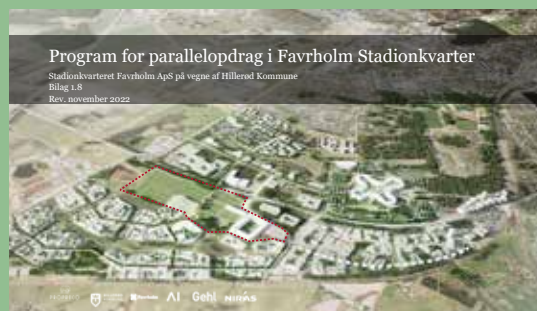 Program for parallelopdrag i Favrholm Stadionkvarter
Stadionkvarteret Favrholm ApS på vegne af Hillerød Kommune
Bilag 1.8
Rev. november 2022
AI Gehl NIRÁS